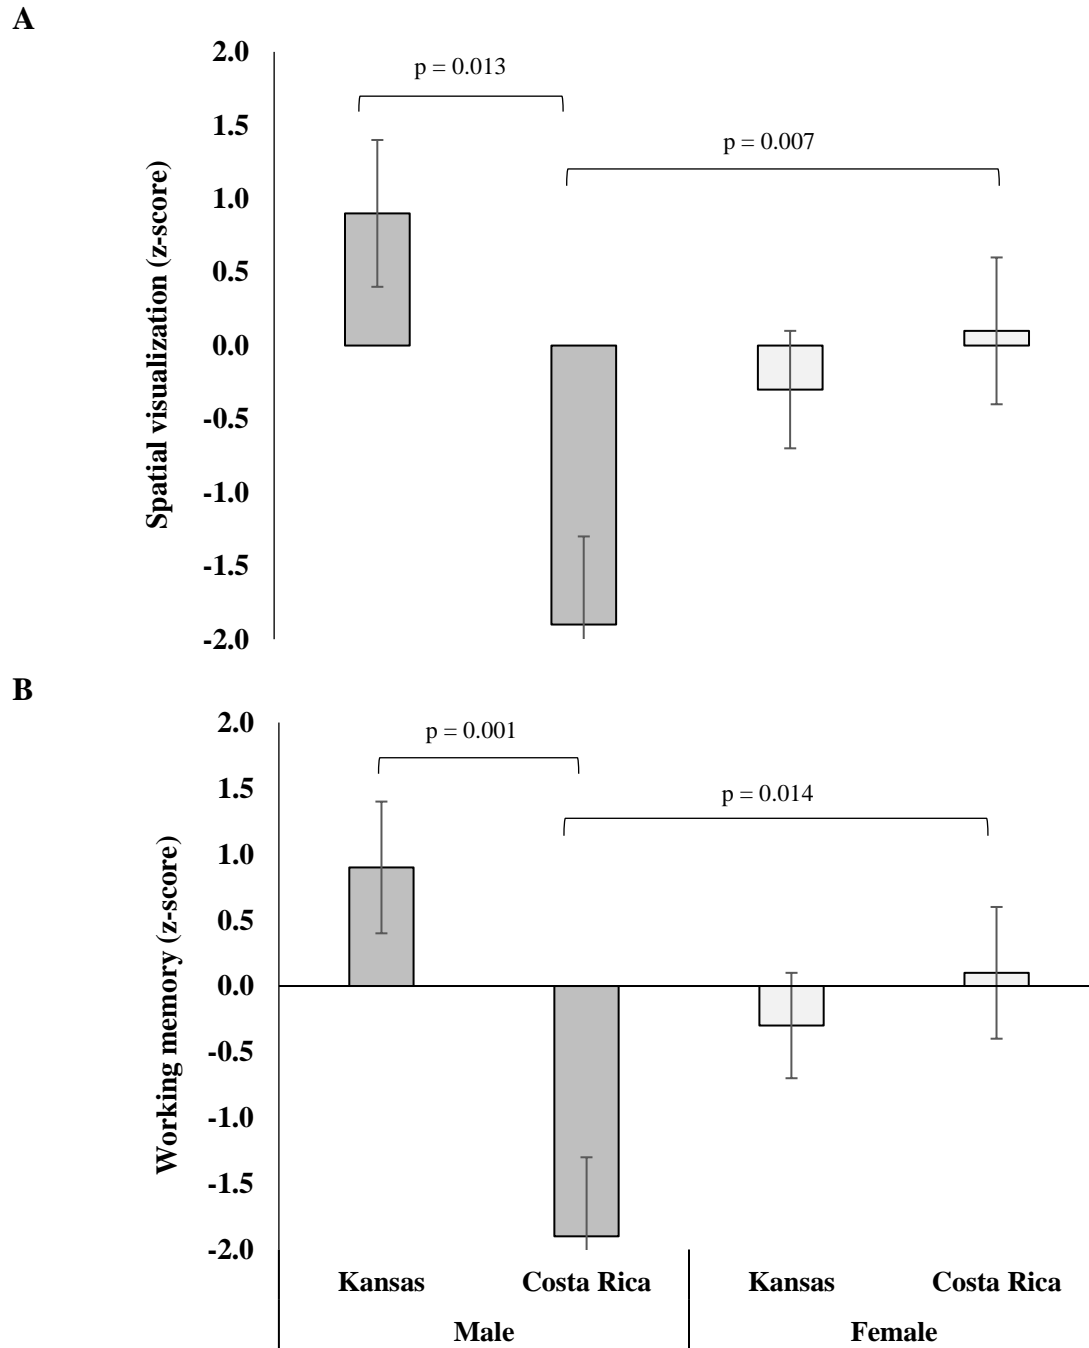 A
2.0
p = 0.013
1.5
p = 0.007
1.0
0.5
0.0
-0.5
-1.0
-1.5
-2.0
Spatial visualization (z-score)
B
2.0
p = 0.001
1.5
p = 0.014
1.0
0.5
0.0
-0.5
-1.0
-1.5
-2.0
Working memory (z-score)
Kansas Costa Rica Kansas Costa Rica
Male Female